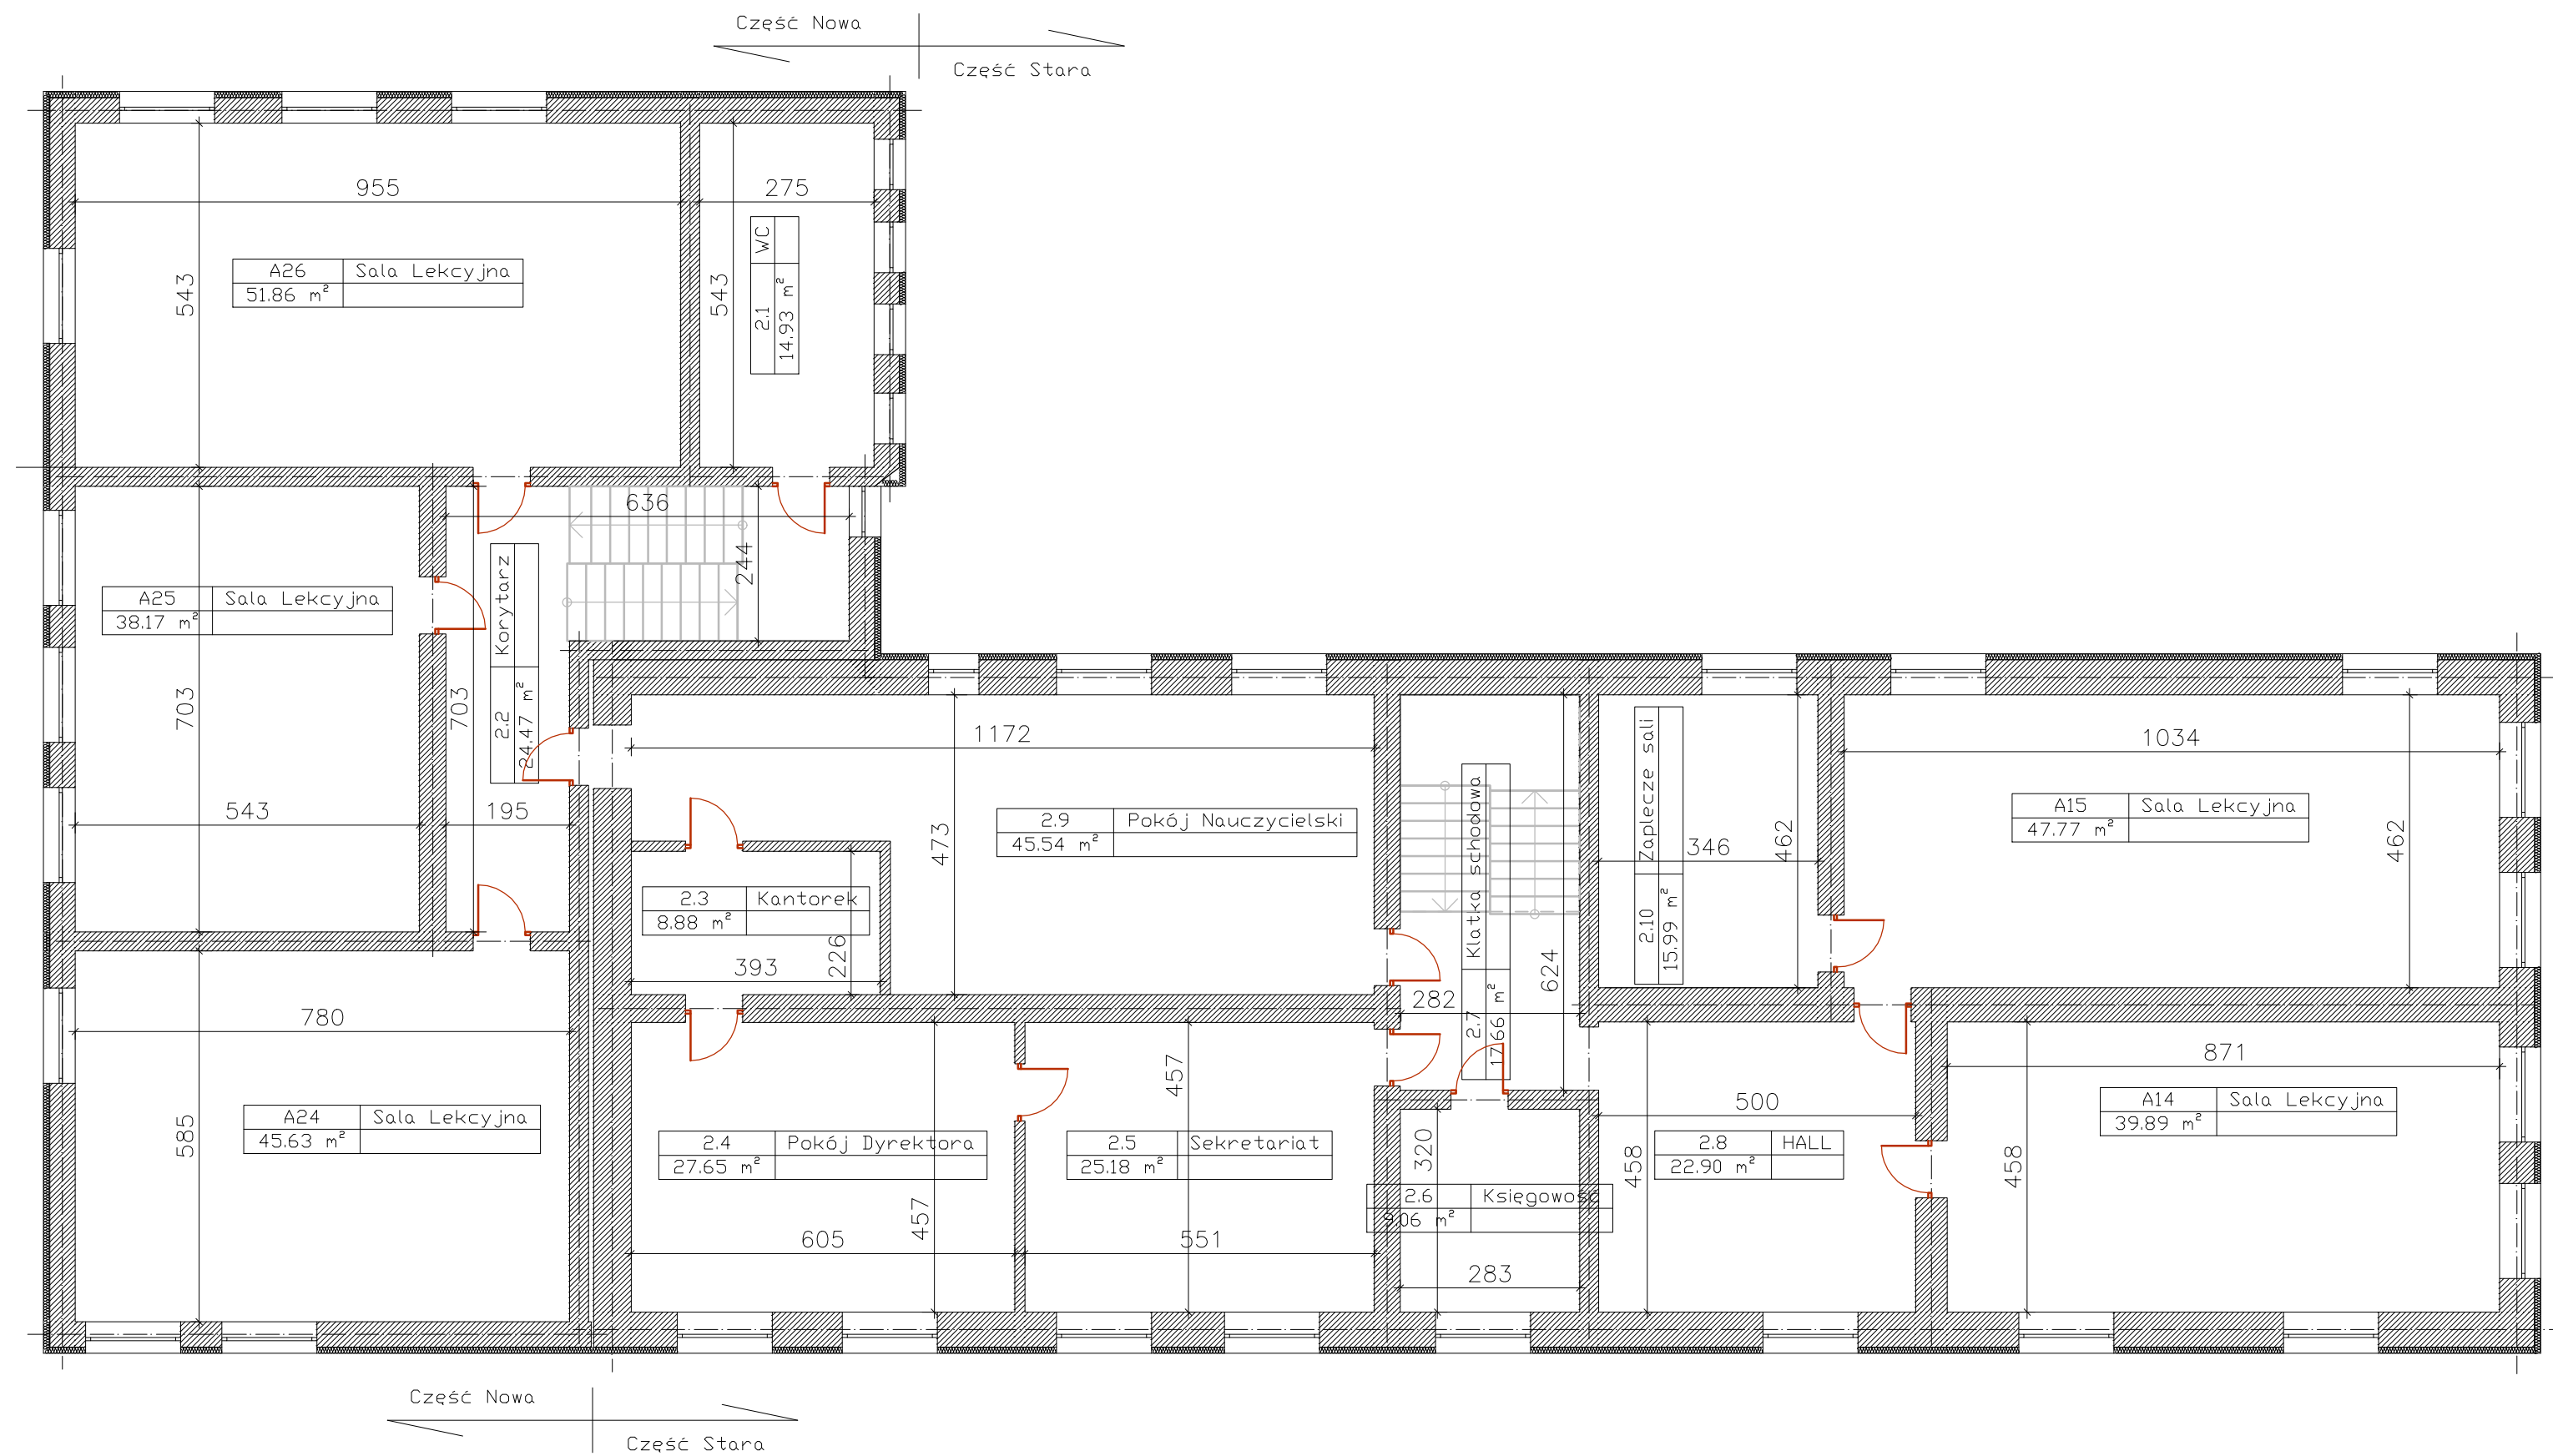 Część Nowa
Część Stara
955
275
543
A26 Sala Lekcyjna
51.86 m²
543
2.1 WC
14.93 m²
636
244
A25 Sala Lekcyjna
38.17 m²
703
703
2.2 Korytarz
24.47 m²
543
195
1172
473
2.9 Pokój Nauczycielski
45.54 m²
2.3 Kantorek
8.88 m²
226
393
2.7 Klatka schodowa
17.66 m²
624
282
2.10 Zaplecze sali
15.99 m²
346
462
1034
A15 Sala Lekcyjna
47.77 m²
462
780
585
A24 Sala Lekcyjna
45.63 m²
2.4 Pokój Dyrektora
27.65 m²
457
605
457
2.5 Sekretariat
25.18 m²
551
320
2.6 Księgowość
9.06 m²
283
500
458
2.8 HALL
22.90 m²
871
458
A14 Sala Lekcyjna
39.89 m²
Część Nowa
Część Stara